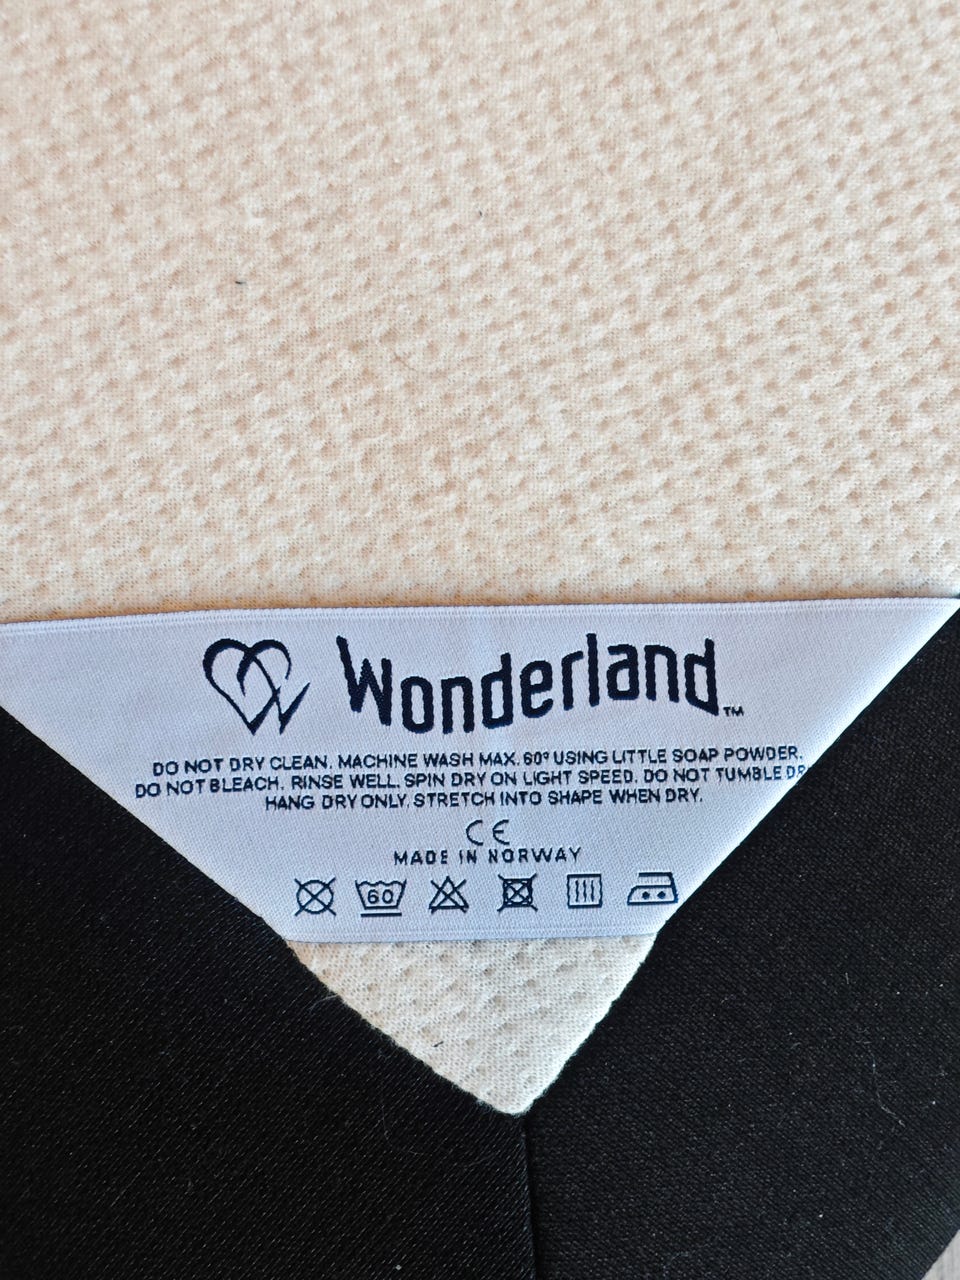 Wonderland™
DO NOT DRY CLEAN. MACHINE WASH MAX. 60° USING LITTLE SOAP POWDER.
DO NOT BLEACH. RINSE WELL. SPIN DRY ON LIGHT SPEED. DO NOT TUMBLE
HANG DRY ONLY. STRETCH INTO SHAPE WHEN DRY.
CE
MADE IN NORWAY
60